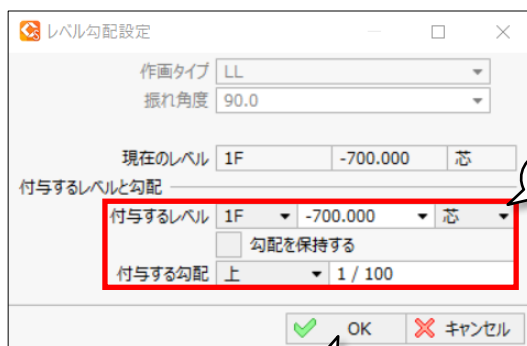 レベル勾配設定
作画タイプ LL
振れ角度 90.0
現在のレベル 1F -700.000 芯
付与するレベルと勾配
付与するレベル 1F -700.000 芯
勾配を保持する
付与する勾配 上 1 / 100
OK キャンセル